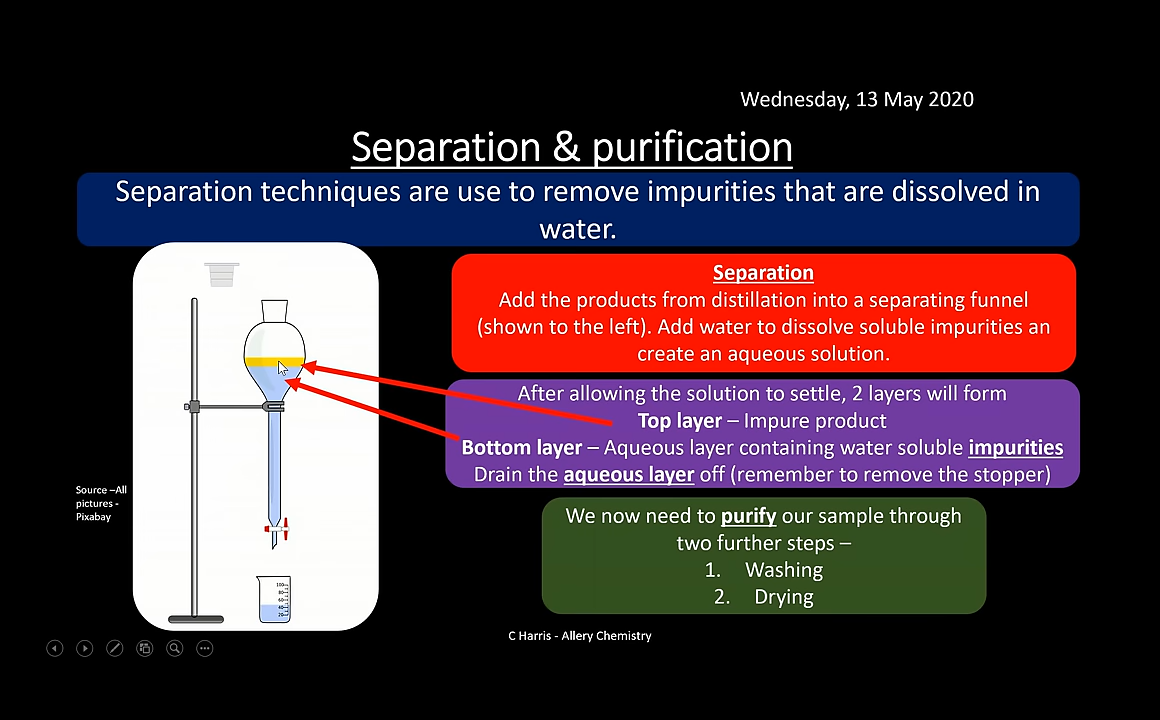 Wednesday, 13 May 2020
Separation & purification
Separation techniques are use to remove impurities that are dissolved in
water.
Separation
Add the products from distillation into a separating funnel
(shown to the left). Add water to dissolve soluble impurities an
create an aqueous solution.
After allowing the solution to settle, 2 layers will form
Top layer – Impure product
Bottom layer – Aqueous layer containing water soluble impurities
Drain the aqueous layer off (remember to remove the stopper)
Source –All
pictures -
Pixabay
We now need to purify our sample through
two further steps –
1. Washing
2. Drying
100
80
60
40
20
C Harris - Allery Chemistry